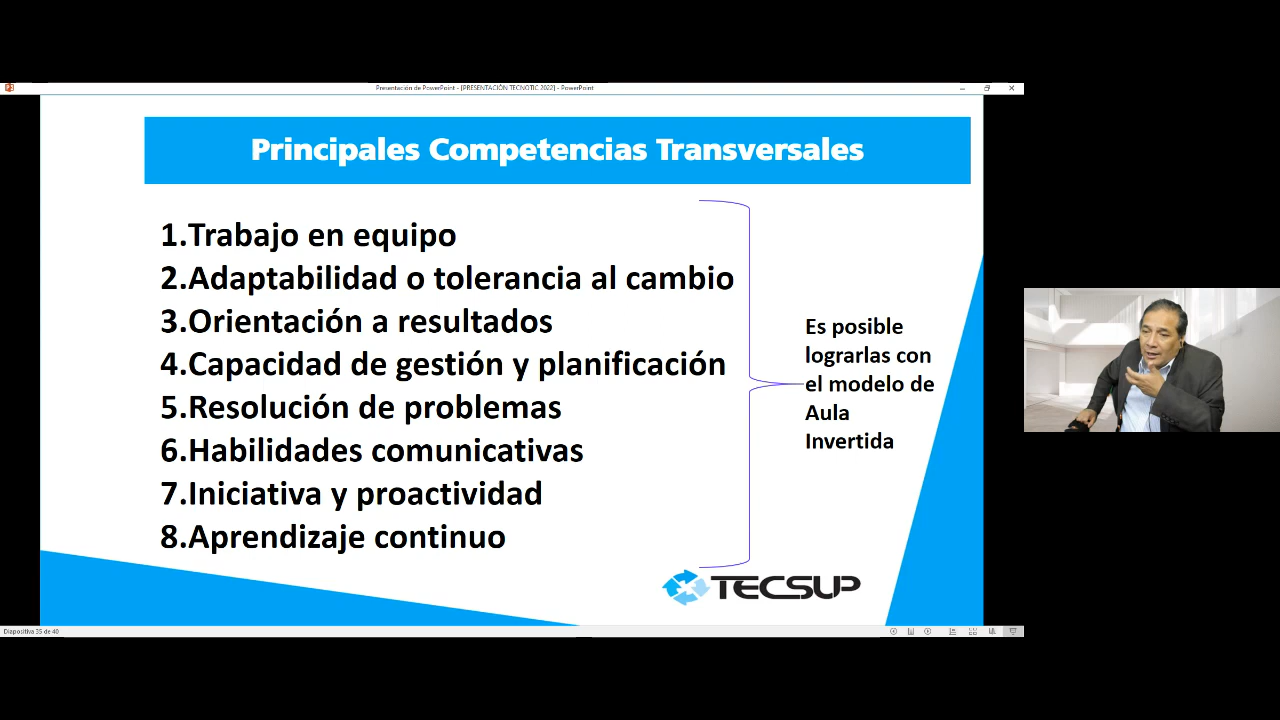 Presentación de PowerPoint - [PRESENTACIÓN TECNOTIC 2022] - PowerPoint
Principales Competencias Transversales
1.Trabajo en equipo
2.Adaptabilidad o tolerancia al cambio
3.Orientación a resultados
4.Capacidad de gestión y planificación
5.Resolución de problemas
6.Habilidades comunicativas
7.Iniciativa y proactividad
8.Aprendizaje continuo
Es posible
lograrlas con
el modelo de
Aula
Invertida
TECSUP
Diapositiva 35 de 40